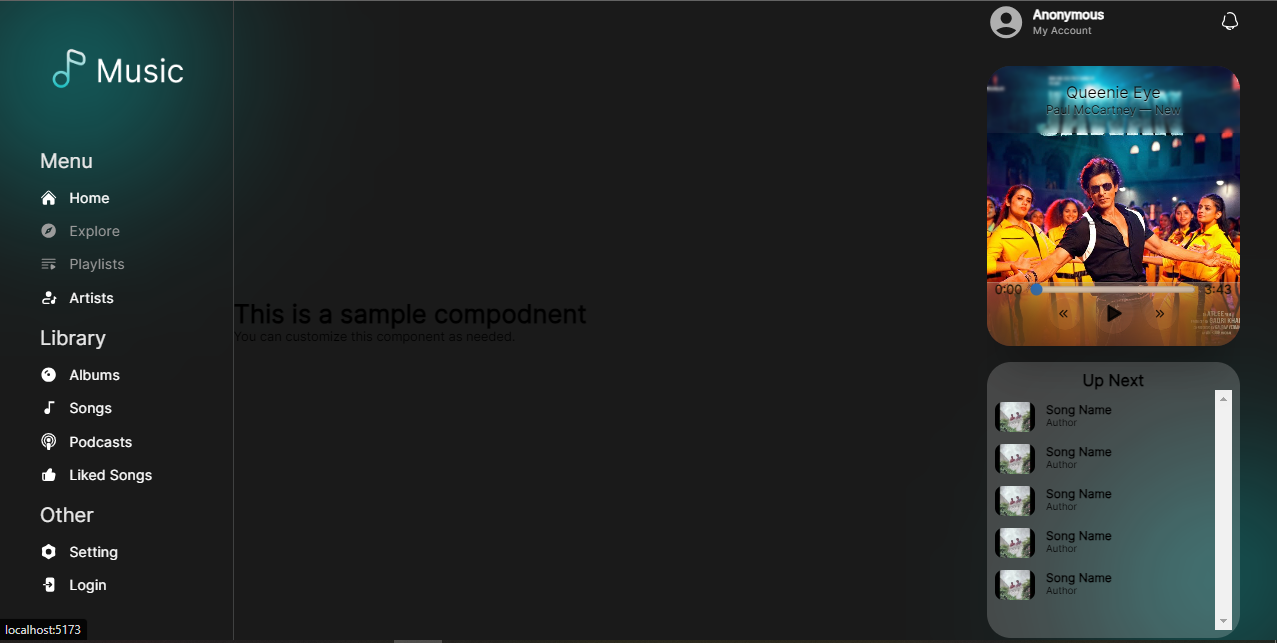 Music
Menu
Home
Explore
Playlists
Artists
Library
Albums
Songs
Podcasts
Liked Songs
Other
Setting
Login
localhost:5173
This is a sample compodnent
You can customize this component as needed.
Anonymous
My Account
Queenie Eye
Paul McCartney — New
0:00
3:43
Up Next
Song Name
Author
Song Name
Author
Song Name
Author
Song Name
Author
Song Name
Author